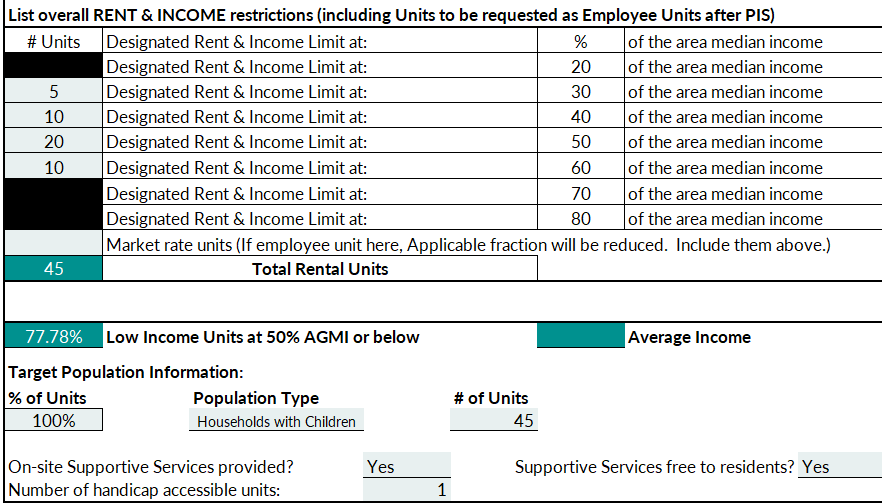 List overall RENT & INCOME restrictions (including Units to be requested as Employee Units after PIS)
# Units Designated Rent & Income Limit at: % of the area median income
Designated Rent & Income Limit at: 20 of the area median income
5 Designated Rent & Income Limit at: 30 of the area median income
10 Designated Rent & Income Limit at: 40 of the area median income
20 Designated Rent & Income Limit at: 50 of the area median income
10 Designated Rent & Income Limit at: 60 of the area median income
Designated Rent & Income Limit at: 70 of the area median income
Designated Rent & Income Limit at: 80 of the area median income
Market rate units (If employee unit here, Applicable fraction will be reduced. Include them above.)
45 Total Rental Units
77.78% Low Income Units at 50% AGMI or below Average Income
Target Population Information:
% of Units Population Type # of Units
100% Households with Children 45
On-site Supportive Services provided? Yes Supportive Services free to residents? Yes
Number of handicap accessible units: 1